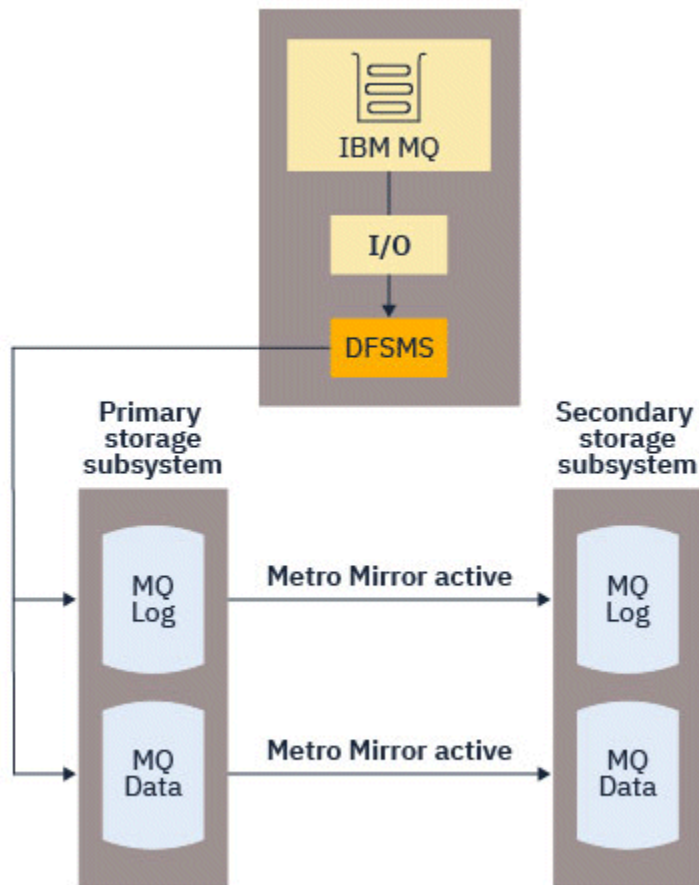 IBM MQ
I/O
DFSMS
Primary
storage
subsystem
Secondary
storage
subsystem
MQ
Log
Metro Mirror active
MQ
Log
MQ
Data
Metro Mirror active
MQ
Data